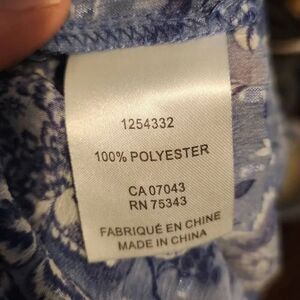 1254332
100% POLYESTER
CA 07043
RN 75343
FABRIQUÉ EN CHINE
MADE IN CHINA